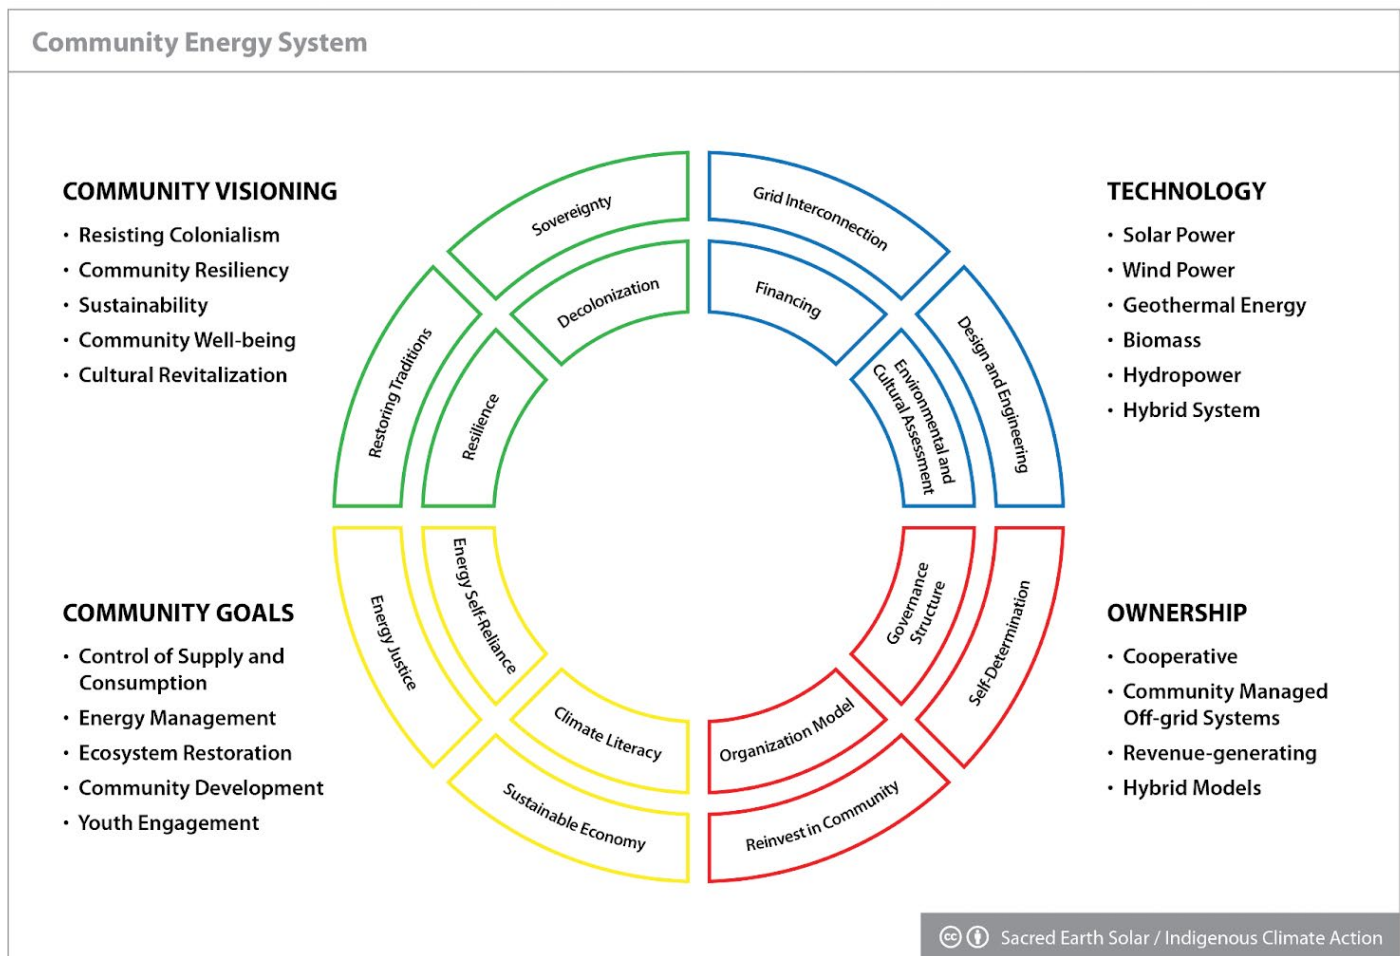 Community Energy System
COMMUNITY VISIONING
· Resisting Colonialism
· Community Resiliency
· Sustainability
· Community Well-being
· Cultural Revitalization
TECHNOLOGY
· Solar Power
· Wind Power
· Geothermal Energy
· Biomass
· Hydropower
· Hybrid System
Sovereignty
Decolonization
Restoring Traditions
Resilience
Grid Interconnection
Financing
Design and Engineering
Environmental and
Cultural Assessment
COMMUNITY GOALS
· Control of Supply and
Consumption
· Energy Management
· Ecosystem Restoration
· Community Development
· Youth Engagement
Energy Self-Reliance
Energy Justice
Climate Literacy
Sustainable Economy
Governance
Structure
Self-Determination
Organization Model
Reinvest in Community
OWNERSHIP
· Cooperative
· Community Managed
Off-grid Systems
· Revenue-generating
· Hybrid Models
cc Sacred Earth Solar / Indigenous Climate Action